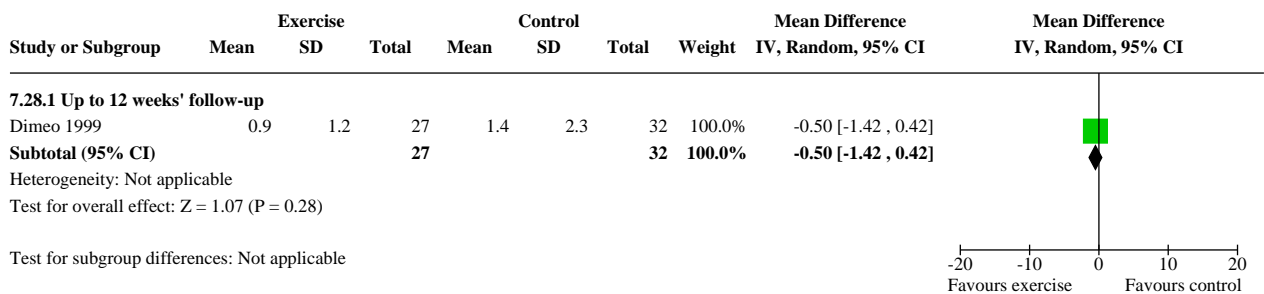 Exercise Control Mean Difference Mean Difference
Study or Subgroup Mean SD Total Mean SD Total Weight IV, Random, 95% CI IV, Random, 95% CI
7.28.1 Up to 12 weeks' follow-up
Dimeo 1999 0.9 1.2 27 1.4 2.3 32 100.0% -0.50 [-1.42 , 0.42]
Subtotal (95% CI) 27 32 100.0% -0.50 [-1.42 , 0.42]
Heterogeneity: Not applicable
Test for overall effect: Z = 1.07 (P = 0.28)
Test for subgroup differences: Not applicable
-20 -10 0 10 20
Favours exercise Favours control